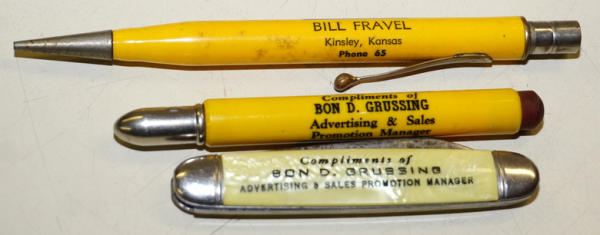 BILL FRAVEL
Kinsley, Kansas
Phone 65
Compliments of
BON D. GRUSSING
Advertising & Sales
Promotion Manager
Compliments of
BON D. GRUSSING
ADVERTISING & SALES PROMOTION MANAGER